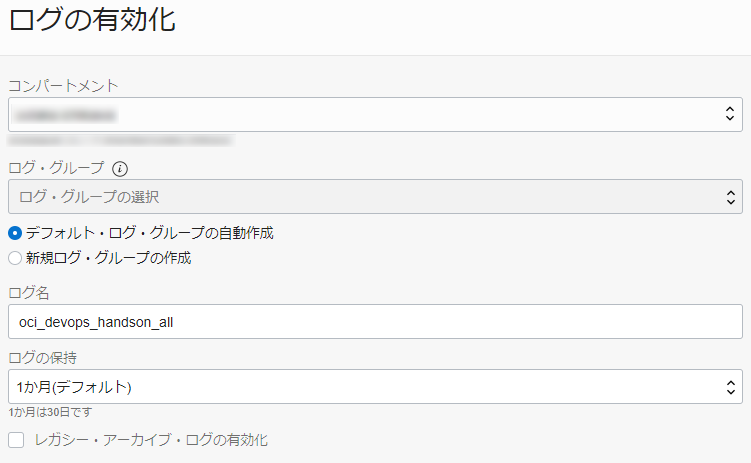 ログの有効化
コンパートメント
ログ・グループ
ログ・グループの選択
デフォルト・ログ・グループの自動作成
新規ログ・グループの作成
ログ名
oci_devops_handson_all
ログの保持
1か月(デフォルト)
1か月は30日です
レガシー・アーカイブ・ログの有効化